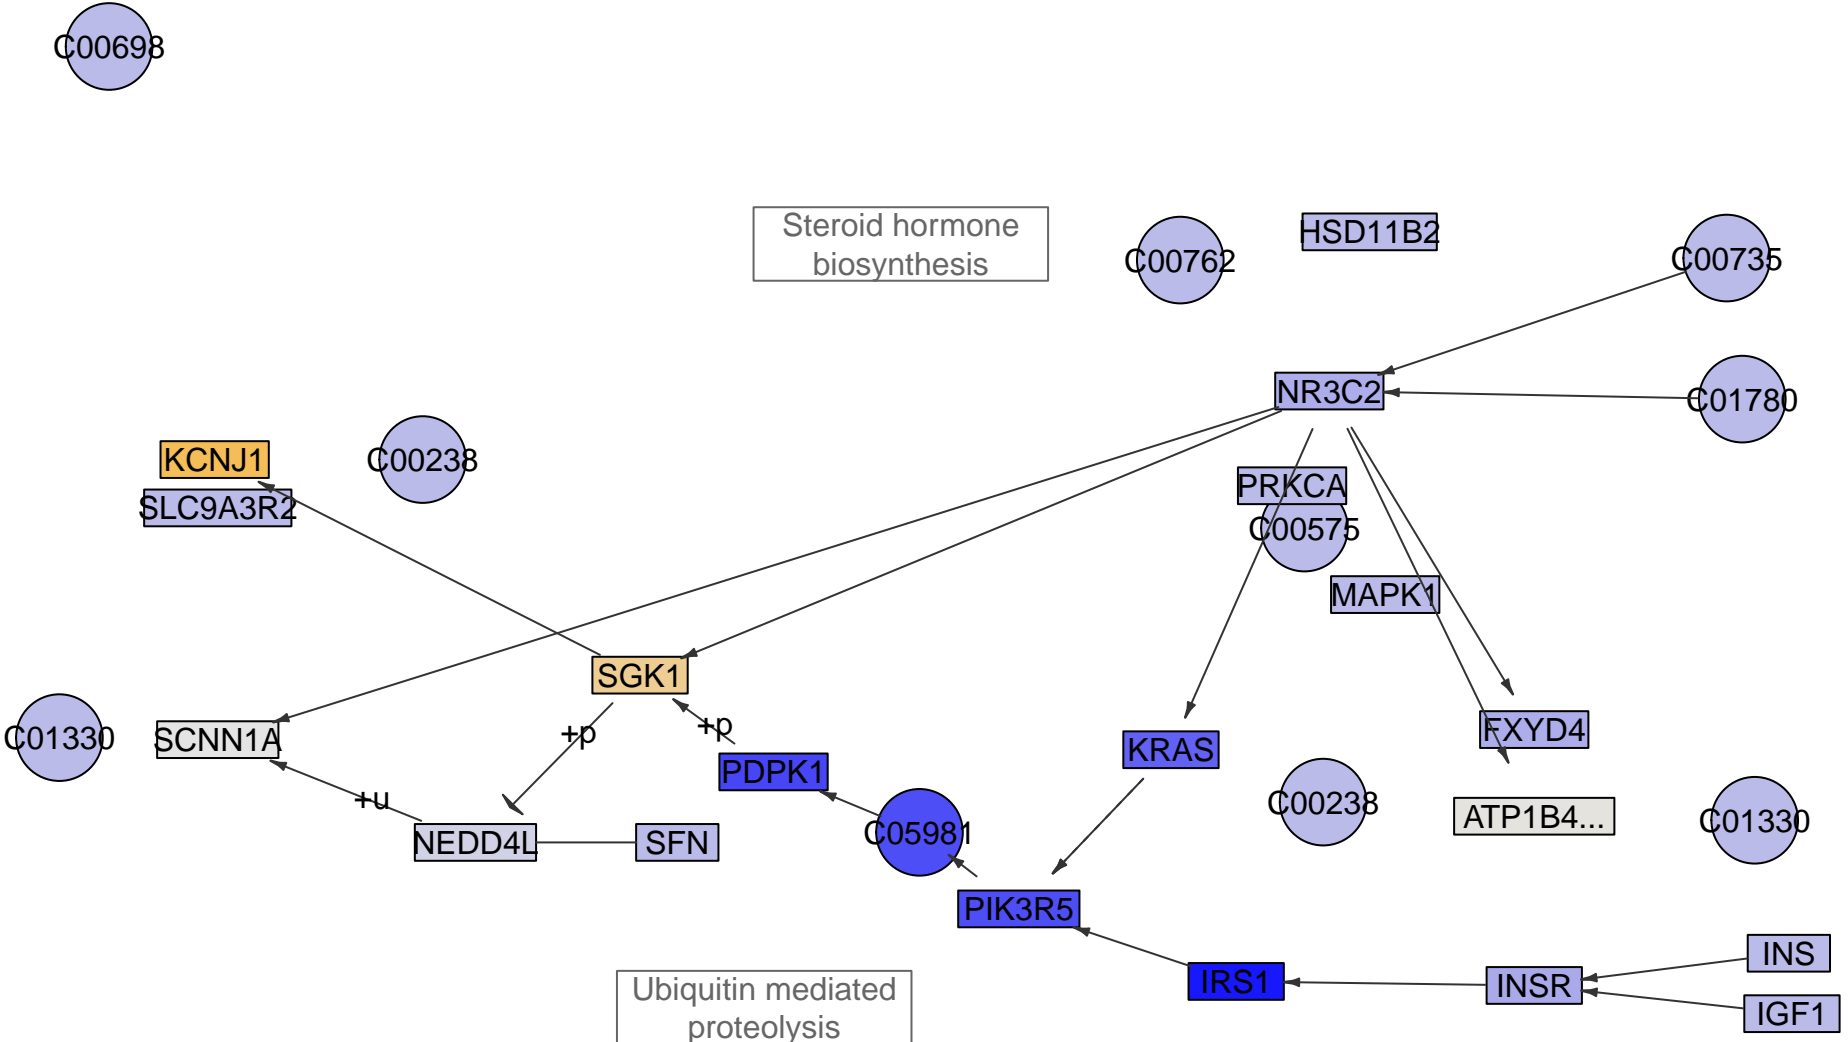 C00698
Steroid hormone
biosynthesis
C00762
HSD11B2
C00735
NR3C2
C01780
KCNJ1
C00238
SLC9A3R2
PRKCA
C00575
MAPK1
SGK1
C01330
SCNN1A
+p
+p
KRAS
FXYD4
PDPK1
+u
C00238
ATP1B4...
C01330
NEDD4L
SFN
C05981
PIK3R5
IRS1
INSR
INS
IGF1
Ubiquitin mediated
proteolysis